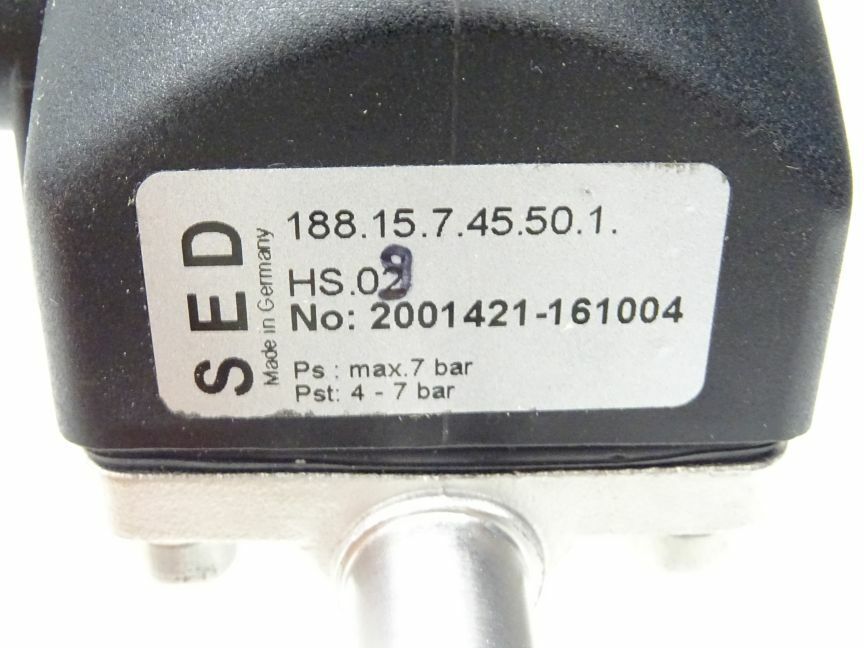 SED
Made in Germany
188.15.7.45.50.1.
HS.09
No: 2001421-161004
Ps : max.7 bar
Pst: 4 - 7 bar